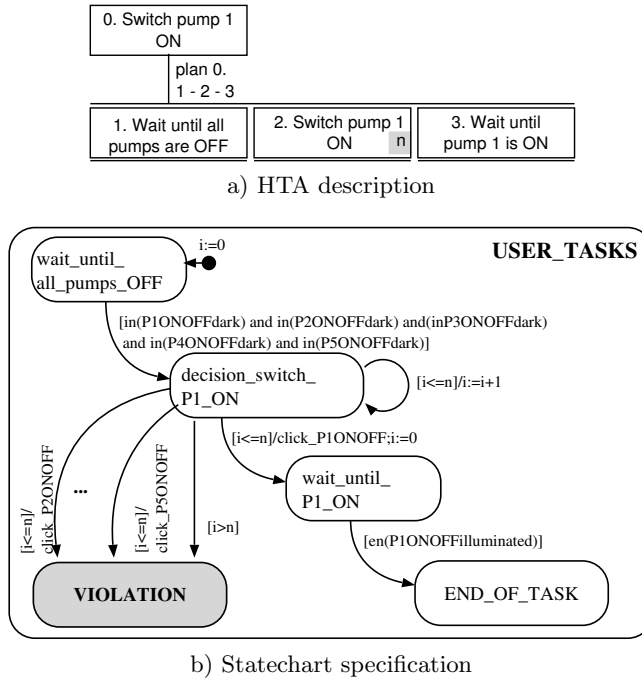 0. Switch pump 1
ON
plan 0.
1 - 2 - 3
1. Wait until all
pumps are OFF
2. Switch pump 1
ON n
3. Wait until
pump 1 is ON
a) HTA description
i:=0
USER_TASKS
wait_until_
all_pumps_OFF
[in(P1ONOFFdark) and in(P2ONOFFdark) and(inP3ONOFFdark)
and in(P4ONOFFdark) and in(P5ONOFFdark)]
decision_switch_
P1_ON
[i<=n]/i:=i+1
[i<=n]/click_P1ONOFF;i:=0
[i<=n]/
click_P2ONOFF
...
[i<=n]/
click_P5ONOFF
[i>n]
wait_until_
P1_ON
[en(P1ONOFFilluminated)]
VIOLATION
END_OF_TASK
b) Statechart specification